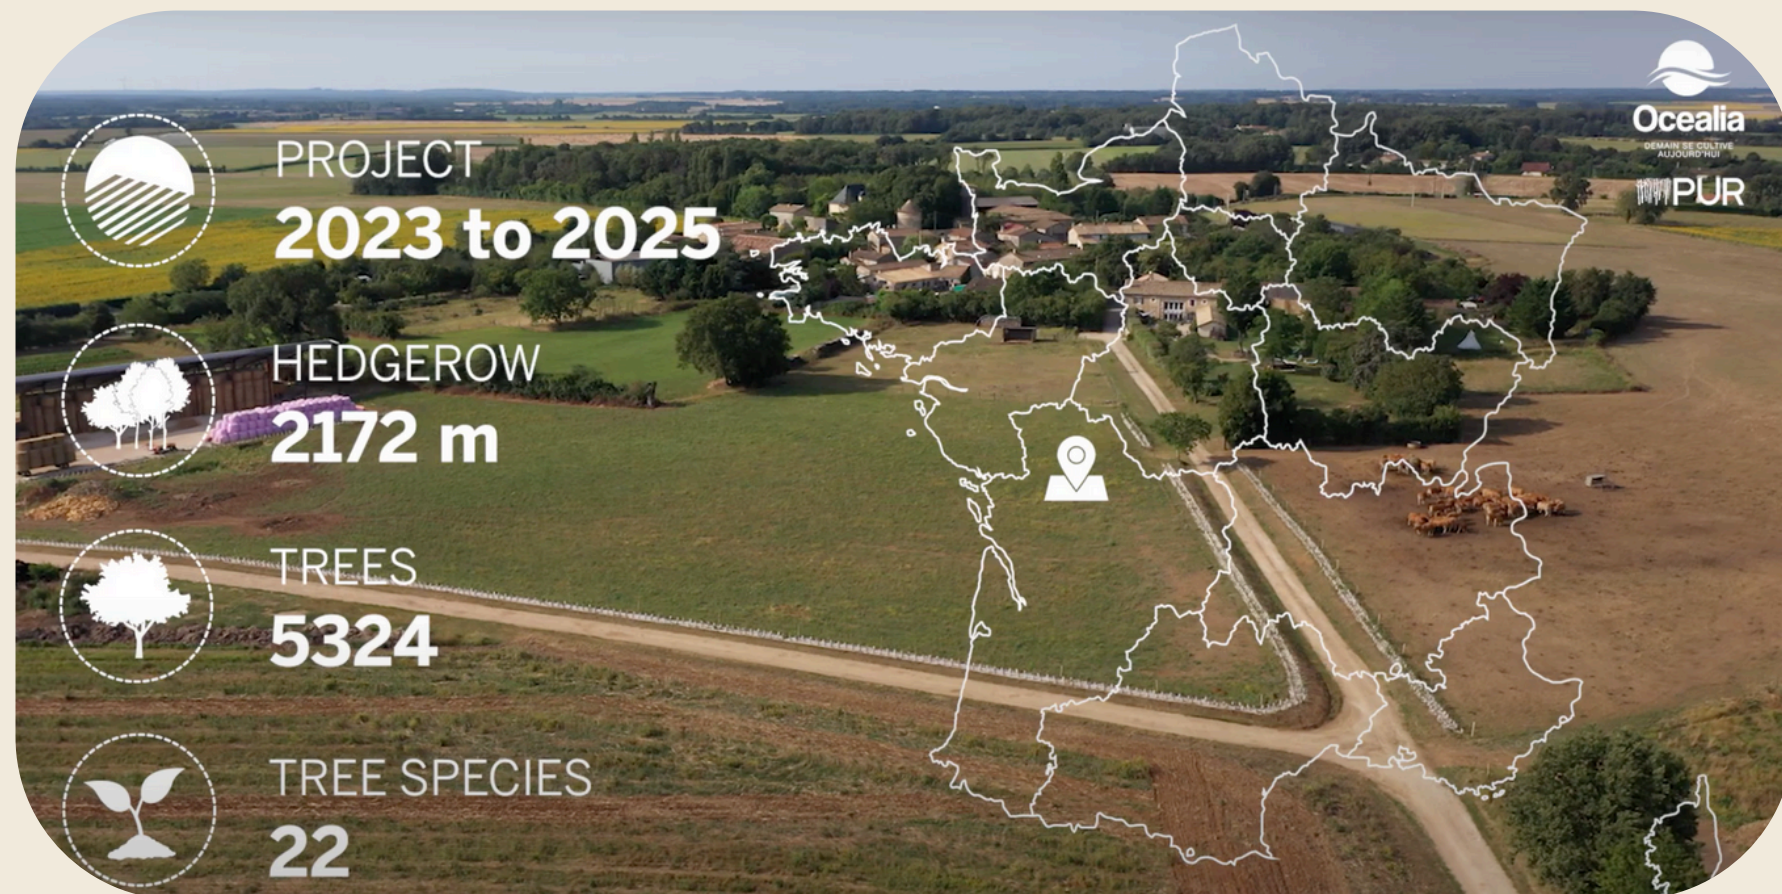 PROJECT
2023 to 2025
HEDGEROW
2172 m
TREES
5324
TREE SPECIES
22
Ocealia
DEMAIN SE CULTIVE
AUJOURD'HUI
PUR